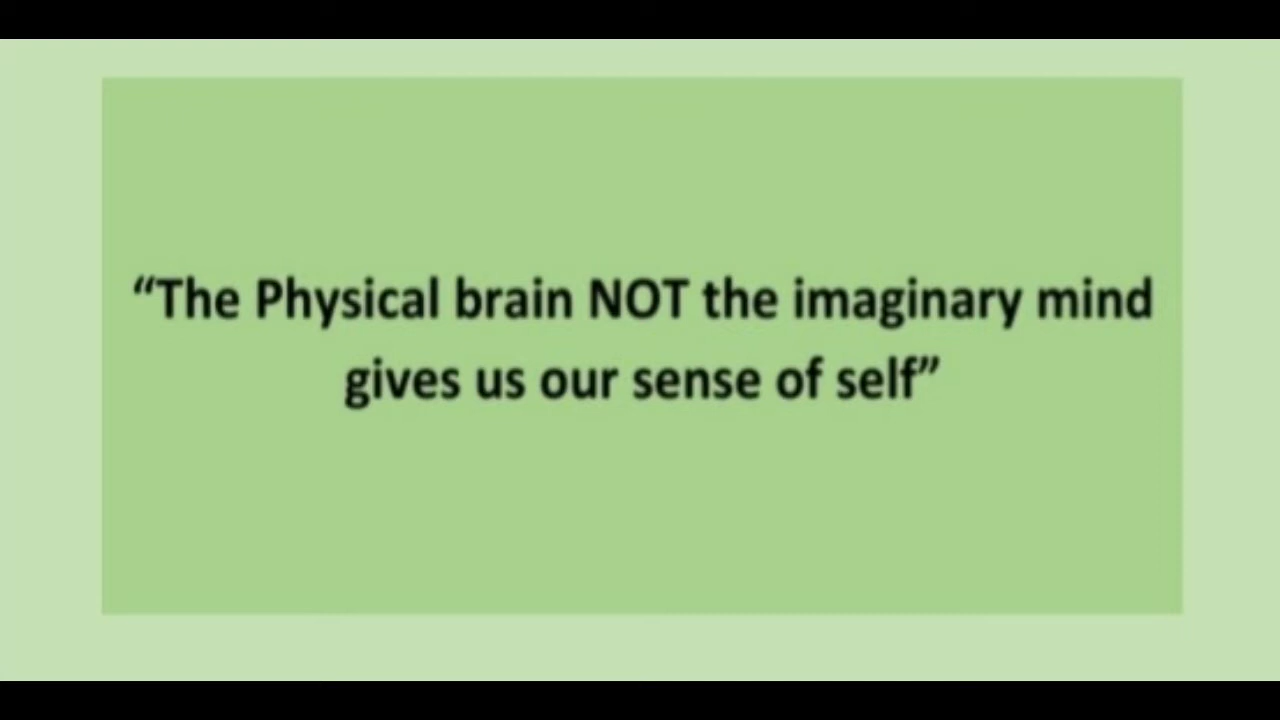 “The Physical brain NOT the imaginary mind
gives us our sense of self”